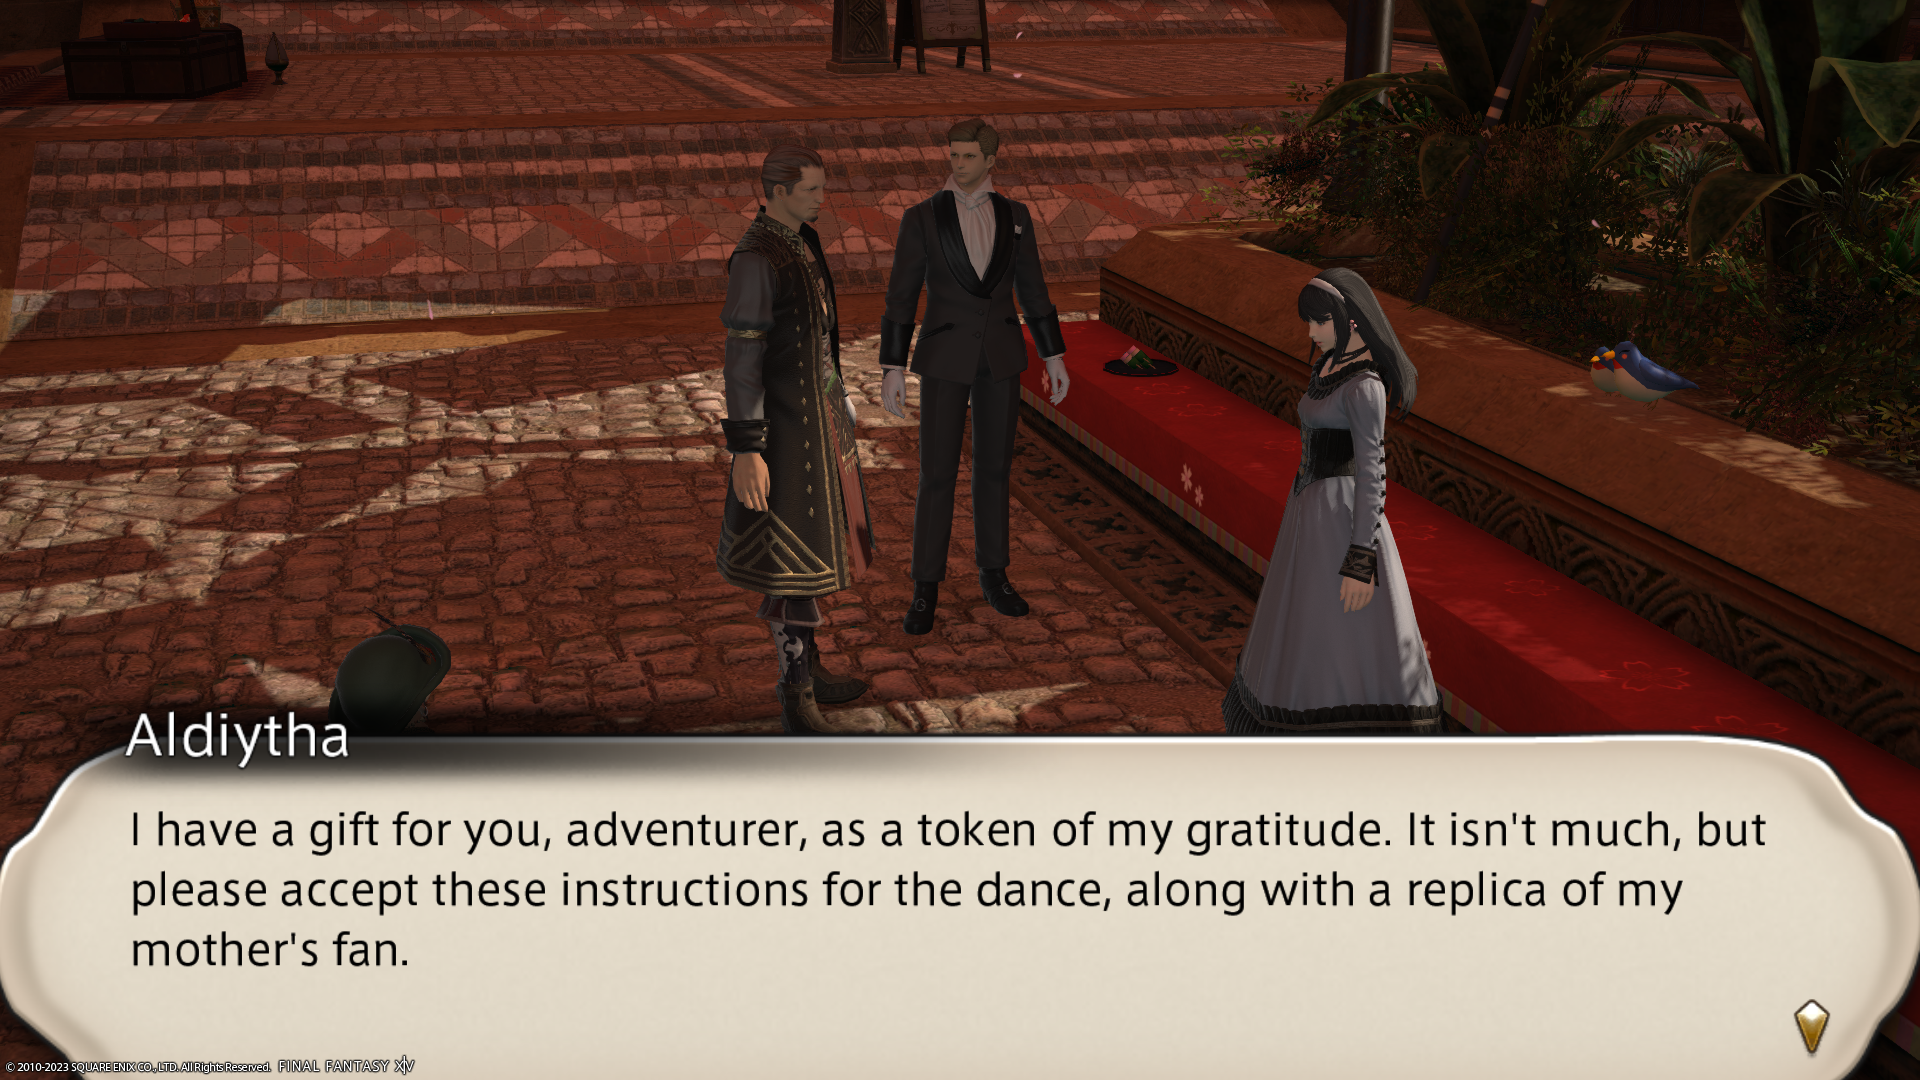 Aldiytha
I have a gift for you, adventurer, as a token of my gratitude. It isn't much, but
please accept these instructions for the dance, along with a replica of my
mother's fan.
© 2010-2023 SQUARE ENIX CO., LTD. All Rights Reserved. FINAL FANTASY XIV